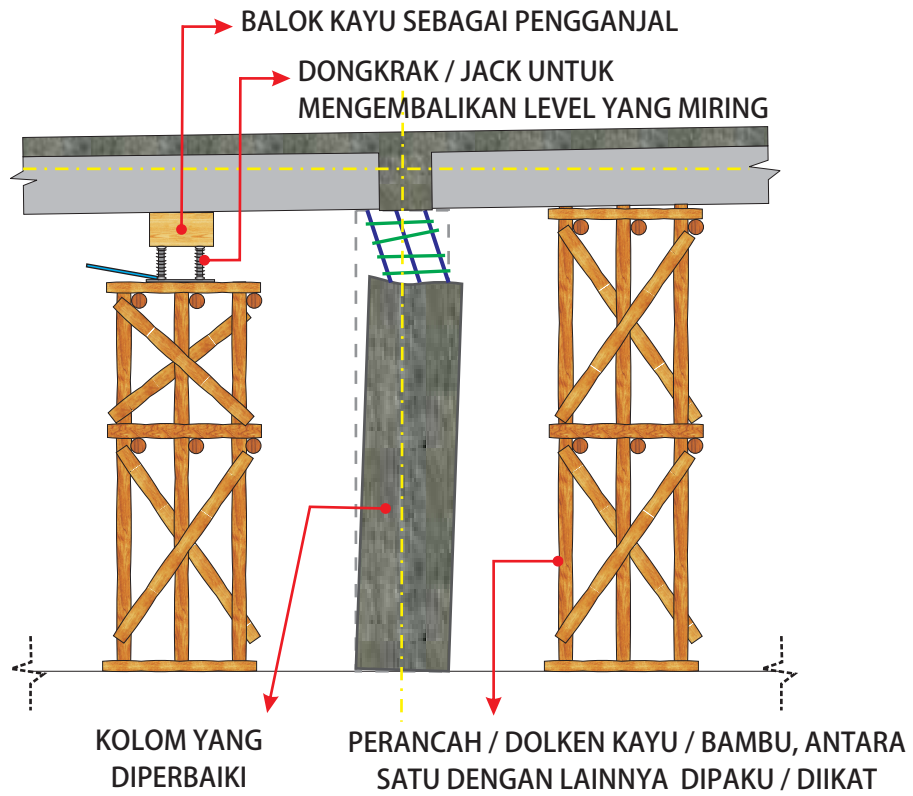 BALOK KAYU SEBAGAI PENGGANJAL
DONGKRAK / JACK UNTUK
MENGEMBALIKAN LEVEL YANG MIRING
KOLOM YANG
DIPERBAIKI
PERANCAH / DOLKEN KAYU / BAMBU, ANTARA
SATU DENGAN LAINNYA DIPAKU / DIIKAT